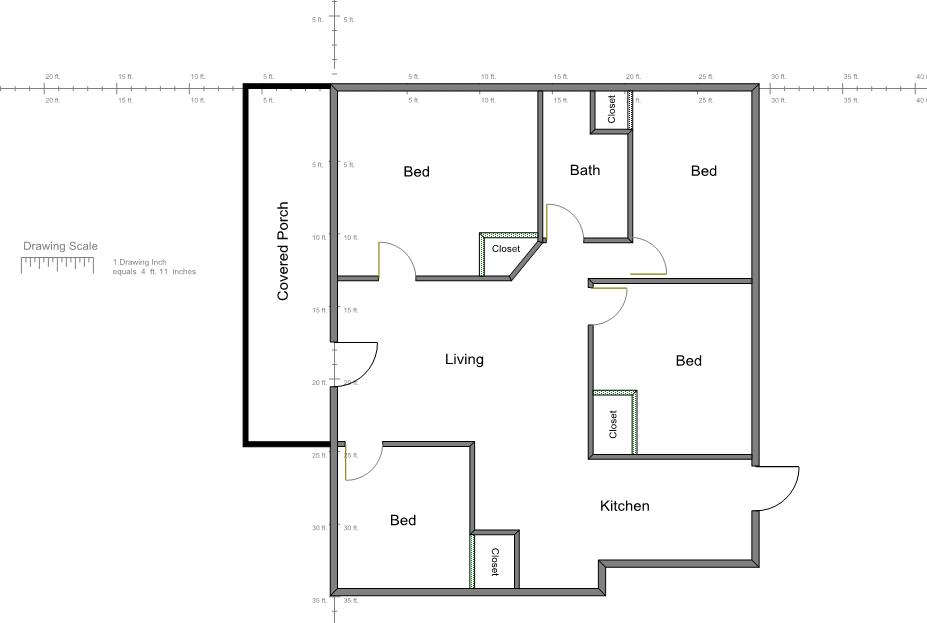 5 ft. 5 ft.
20 ft. 15 ft. 10 ft. 5 ft. 5 ft. 10 ft. 15 ft. 20 ft. 25 ft. 30 ft. 35 ft. 40
20 ft. 15 ft. 10 ft. 5 ft. 5 ft. 10 ft. 15 ft. ft. 25 ft. 30 ft. 35 ft. 40
Closet
5 ft. 5 ft.
Bed
Bath
Bed
10 ft. 10 ft.
Closet
Covered Porch
Drawing Scale
1 Drawing Inch
equals 4 ft. 11 inches
15 ft. 15 ft.
Living
Bed
20 ft. 20 ft.
Closet
25 ft. 25 ft.
Kitchen
Bed
30 ft. 30 ft.
Closet
35 ft. 35 ft.